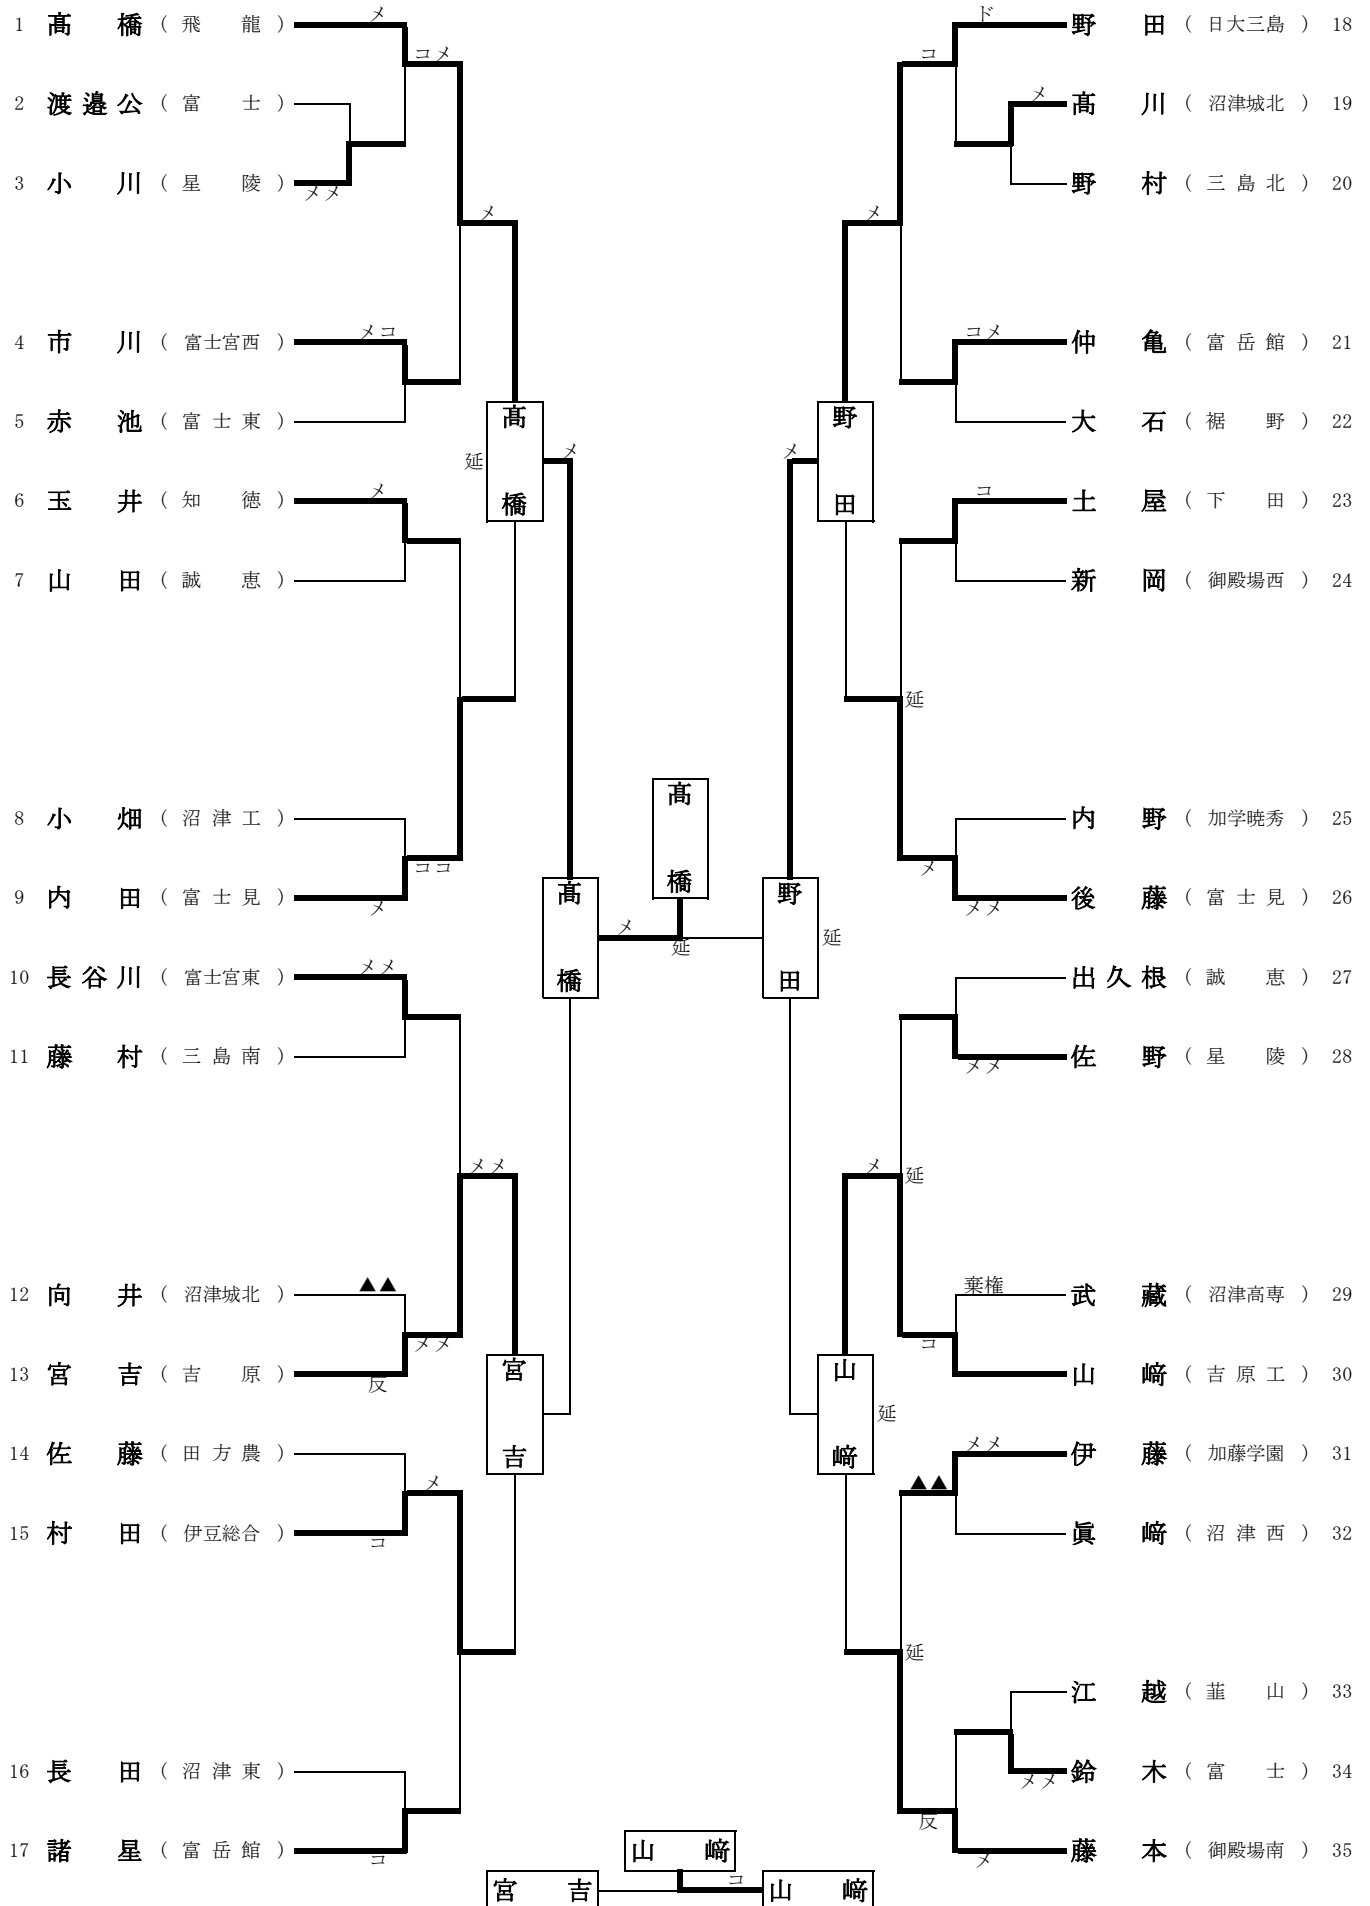 1 髙橋 （ 飛龍 ） メ
コメ
2 渡邉公 （ 富士 ）
3 小川 （ 星陵 ） メメ
メ
4 市川 （ 富士宮西 ） メコ
5 赤池 （ 富士東 ）
髙橋
延
メ
6 玉井 （ 知徳 ） メ
7 山田 （ 誠恵 ）
8 小畑 （ 沼津工 ）
ココ
9 内田 （ 富士見 ） メ
髙橋
メ
10 長谷川 （ 富士宮東 ） メメ
11 藤村 （ 三島南 ）
メメ
12 向井 （ 沼津城北 ） ▲▲
メメ
13 宮吉 （ 吉原 ） 反
宮吉
14 佐藤 （ 田方農 ）
メ
15 村田 （ 伊豆総合 ） コ
16 長田 （ 沼津東 ）
17 諸星 （ 富岳館 ） コ
髙橋
延
ド 野田 （ 日大三島 ） 18
コ
メ 髙川 （ 沼津城北 ） 19
野村 （ 三島北 ） 20
メ
コメ 仲亀 （ 富岳館 ） 21
大石 （ 裾野 ） 22
野田
メ
コ 土屋 （ 下田 ） 23
新岡 （ 御殿場西 ） 24
延
内野 （ 加学暁秀 ） 25
メ
メメ 後藤 （ 富士見 ） 26
野田
延
出久根 （ 誠恵 ） 27
メメ 佐野 （ 星陵 ） 28
メ
延
棄権 武藏 （ 沼津高専 ） 29
コ
山﨑 （ 吉原工 ） 30
山﨑
延
メメ 伊藤 （ 加藤学園 ） 31
▲▲
眞﨑 （ 沼津西 ） 32
延
江越 （ 韮山 ） 33
メメ 鈴木 （ 富士 ） 34
反
メ 藤本 （ 御殿場南 ） 35
山﨑
コ
宮吉 山﨑